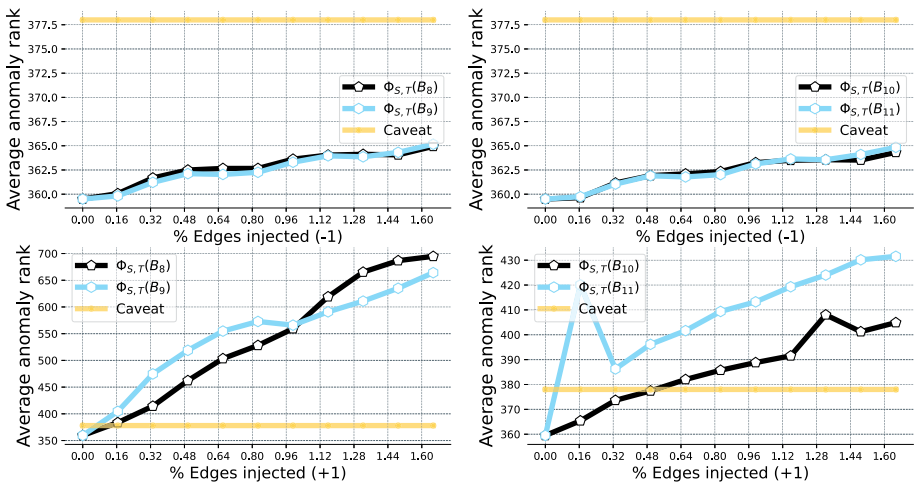 Average anomaly rank
377.5
375.0
372.5
370.0
367.5
365.0
362.5
360.0
Φ_{S,T}(B_8)
Φ_{S,T}(B_9)
Caveat
0.00 0.16 0.32 0.48 0.64 0.80 0.96 1.12 1.28 1.44 1.60
% Edges injected (-1)
Average anomaly rank
377.5
375.0
372.5
370.0
367.5
365.0
362.5
360.0
Φ_{S,T}(B_{10})
Φ_{S,T}(B_{11})
Caveat
0.00 0.16 0.32 0.48 0.64 0.80 0.96 1.12 1.28 1.44 1.60
% Edges injected (-1)
Average anomaly rank
700
650
600
550
500
450
400
350
Φ_{S,T}(B_8)
Φ_{S,T}(B_9)
Caveat
0.00 0.16 0.32 0.48 0.64 0.80 0.96 1.12 1.28 1.44 1.60
% Edges injected (+1)
Average anomaly rank
430
420
410
400
390
380
370
360
Φ_{S,T}(B_{10})
Φ_{S,T}(B_{11})
Caveat
0.00 0.16 0.32 0.48 0.64 0.80 0.96 1.12 1.28 1.44 1.60
% Edges injected (+1)